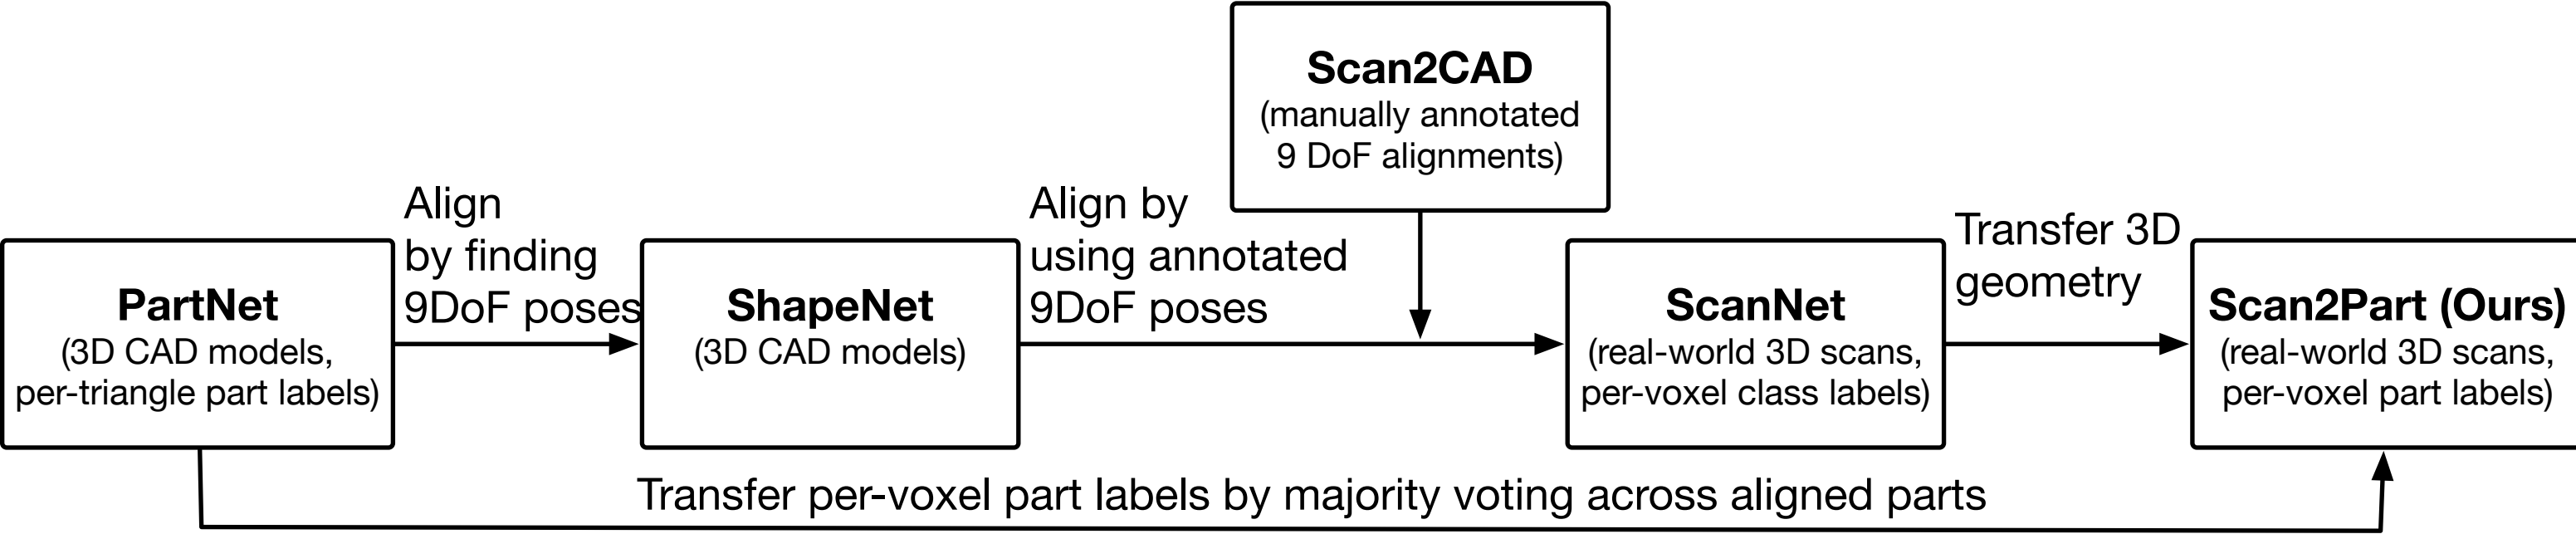 Scan2CAD
(manually annotated
9 DoF alignments)
Align
by finding
9DoF poses
Align by
using annotated
9DoF poses
Transfer 3D
geometry
PartNet
(3D CAD models,
per-triangle part labels)
ShapeNet
(3D CAD models)
ScanNet
(real-world 3D scans,
per-voxel class labels)
Scan2Part (Ours)
(real-world 3D scans,
per-voxel part labels)
Transfer per-voxel part labels by majority voting across aligned parts